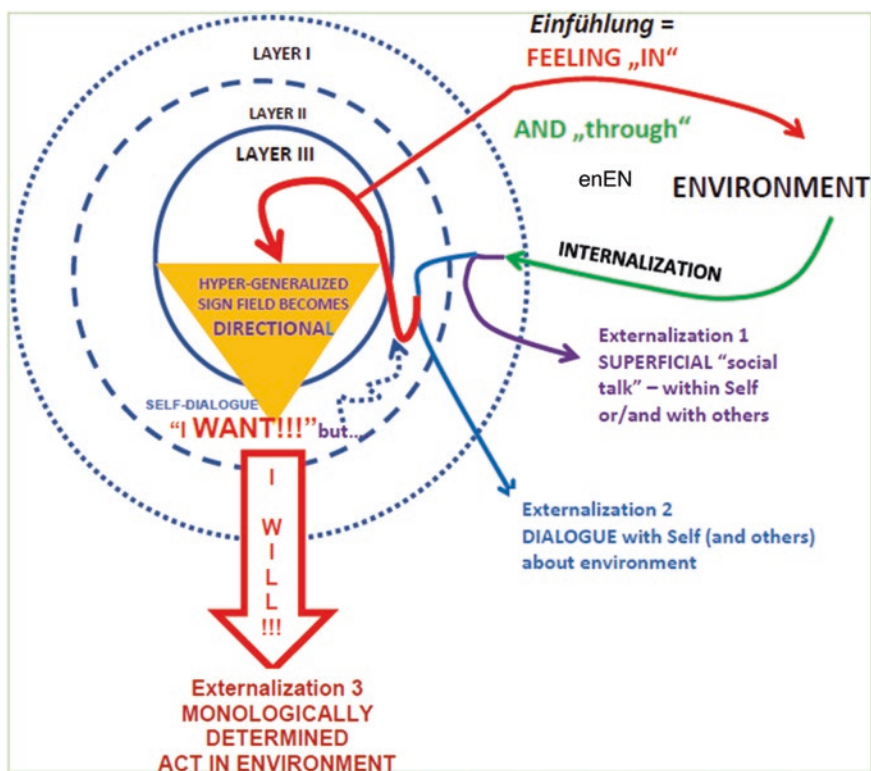 Einfühlung =
FEELING „IN“
AND „through“
enEN
ENVIRONMENT
INTERNALIZATION
LAYER I
LAYER II
LAYER III
HYPER-GENERALIZED
SIGN FIELD BECOMES
DIRECTIONAL
SELF-DIALOGUE
“I WANT!!!” but...
I
W
I
L
L
!!!
Externalization 1
SUPERFICIAL “social
talk” – within Self
or/and with others
Externalization 2
DIALOGUE with Self (and others)
about environment
Externalization 3
MONOLOGICALLY
DETERMINED
ACT IN ENVIRONMENT